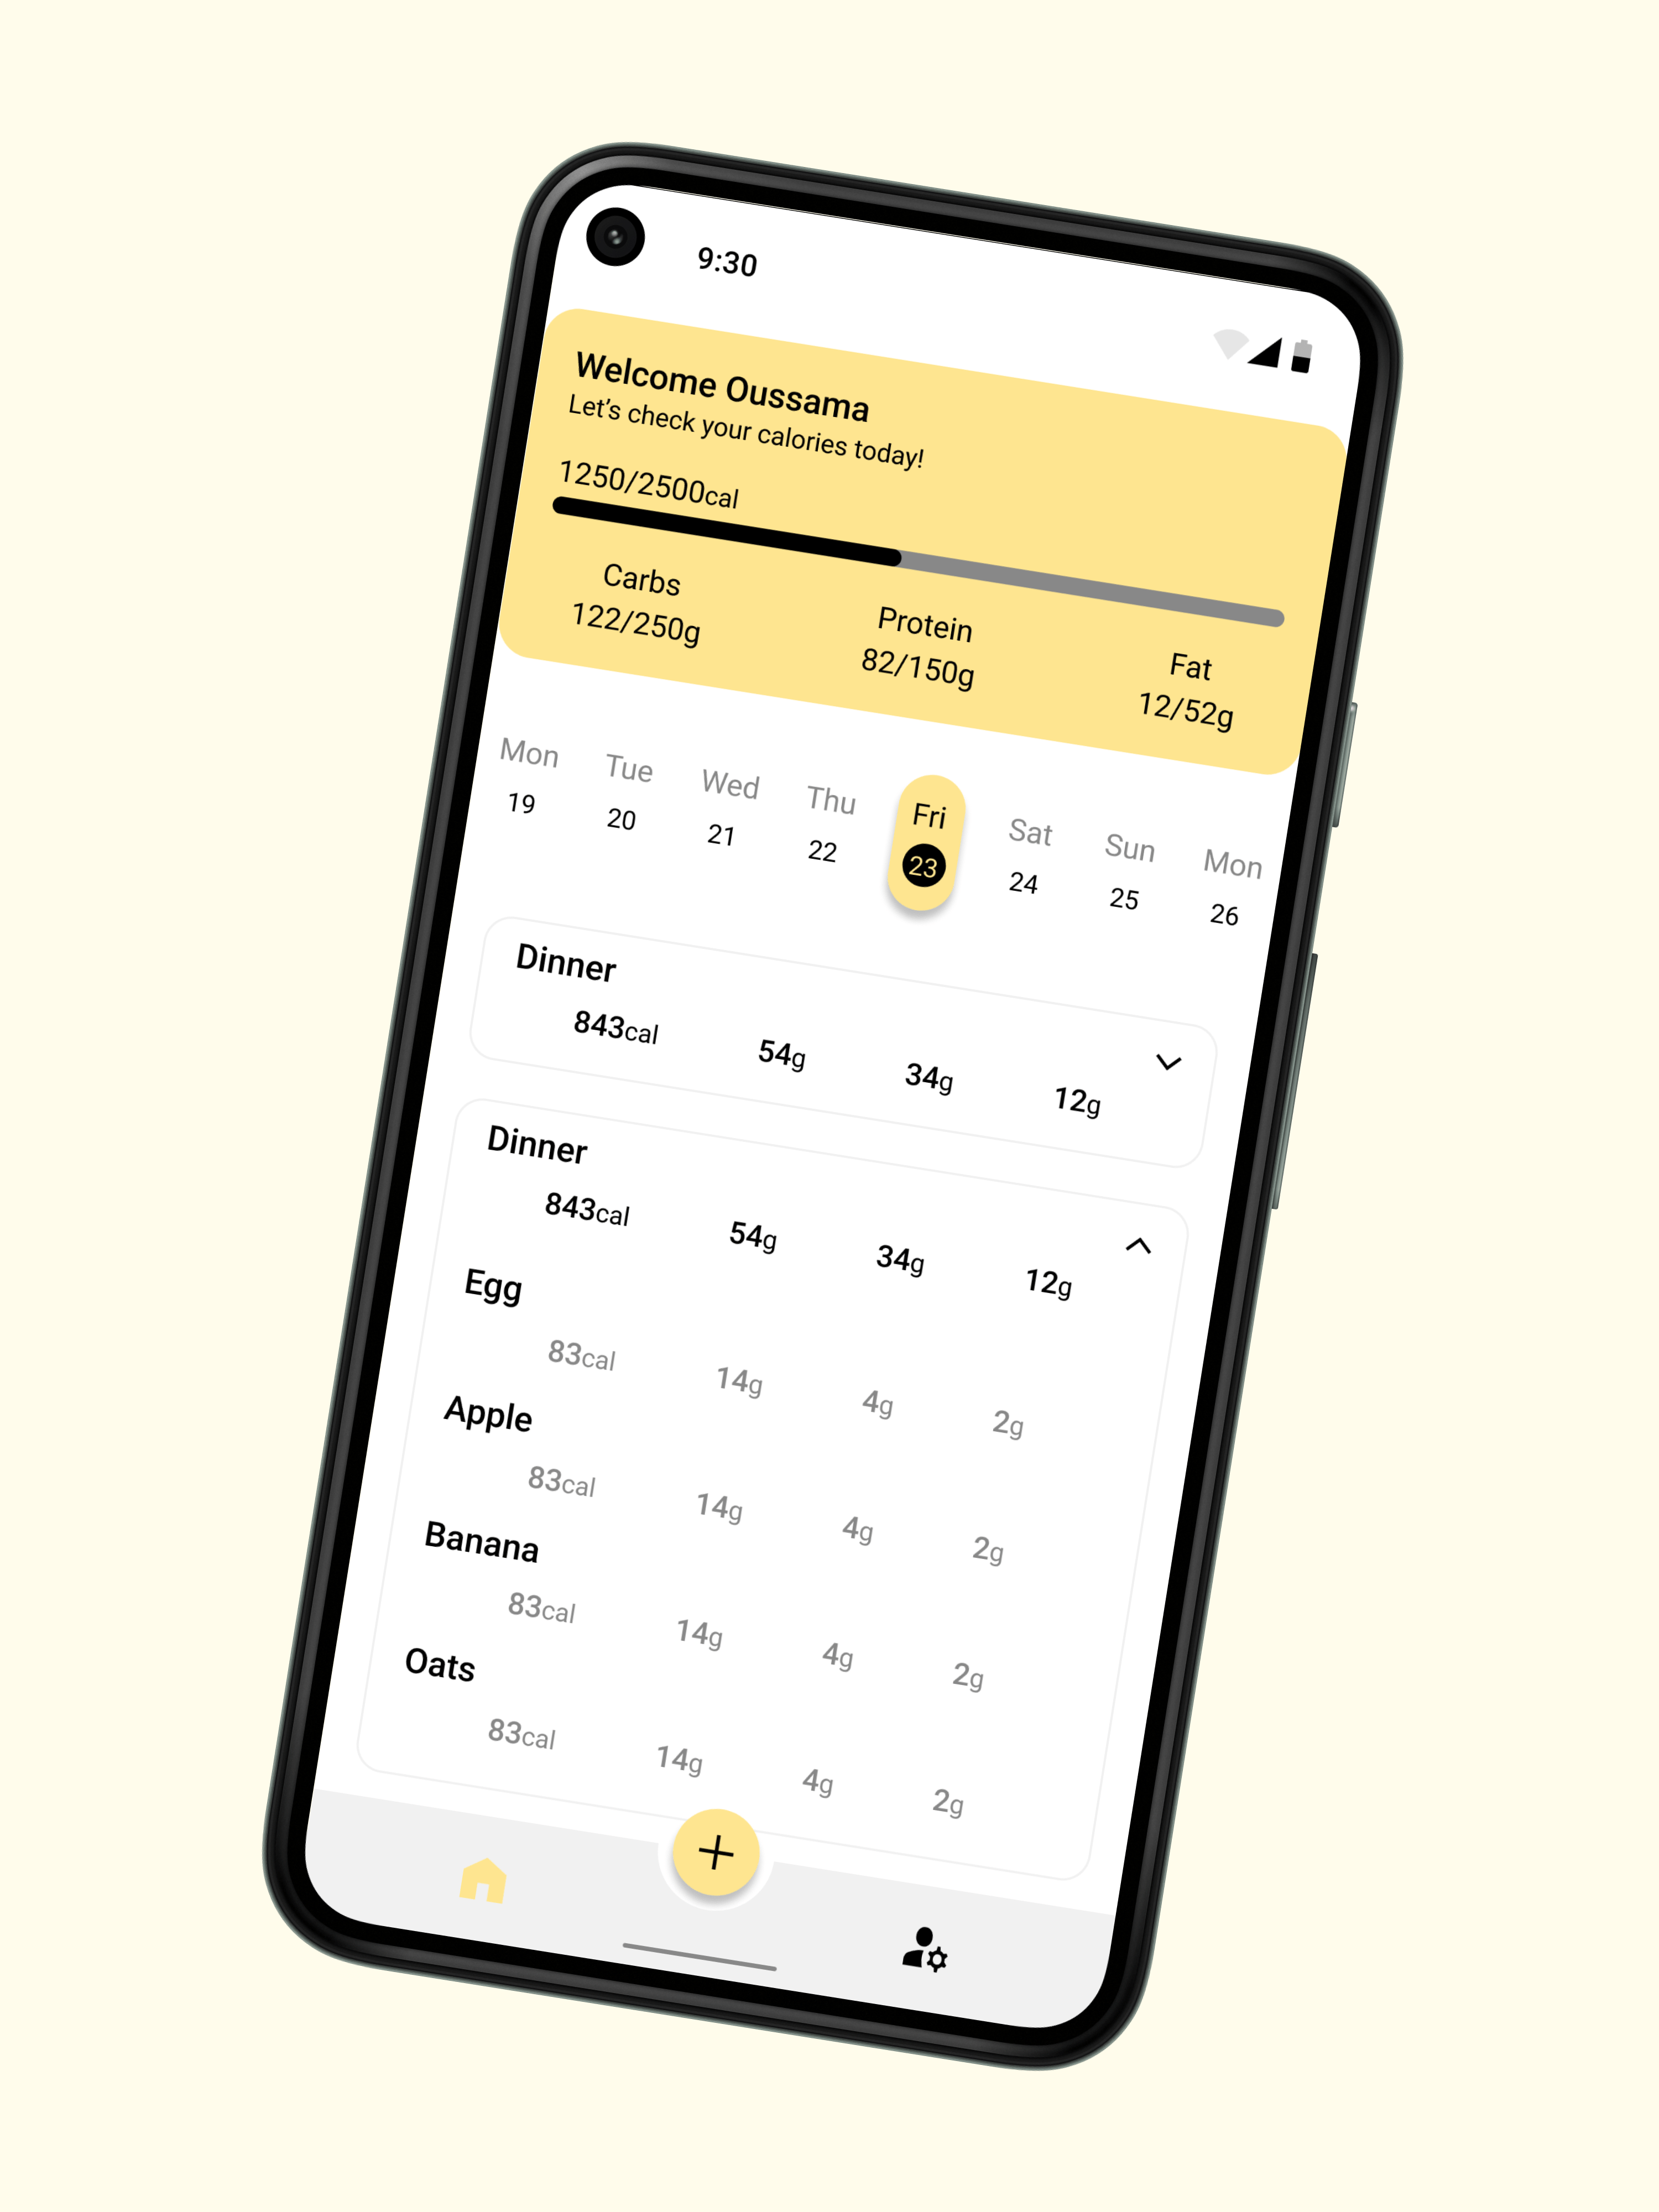 9:30
Welcome Oussama
Let's check your calories today!
1250/2500cal
Carbs Protein Fat
122/250g 82/150g 12/52g
Mon Tue Wed Thu Fri Sat Sun Mon
19 20 21 22 23 24 25 26
Dinner
843cal 54g 34g 12g
Dinner
843cal 54g 34g 12g
Egg
83cal 14g 4g 2g
Apple
83cal 14g 4g 2g
Banana
83cal 14g 4g 2g
Oats
83cal 14g 4g 2g